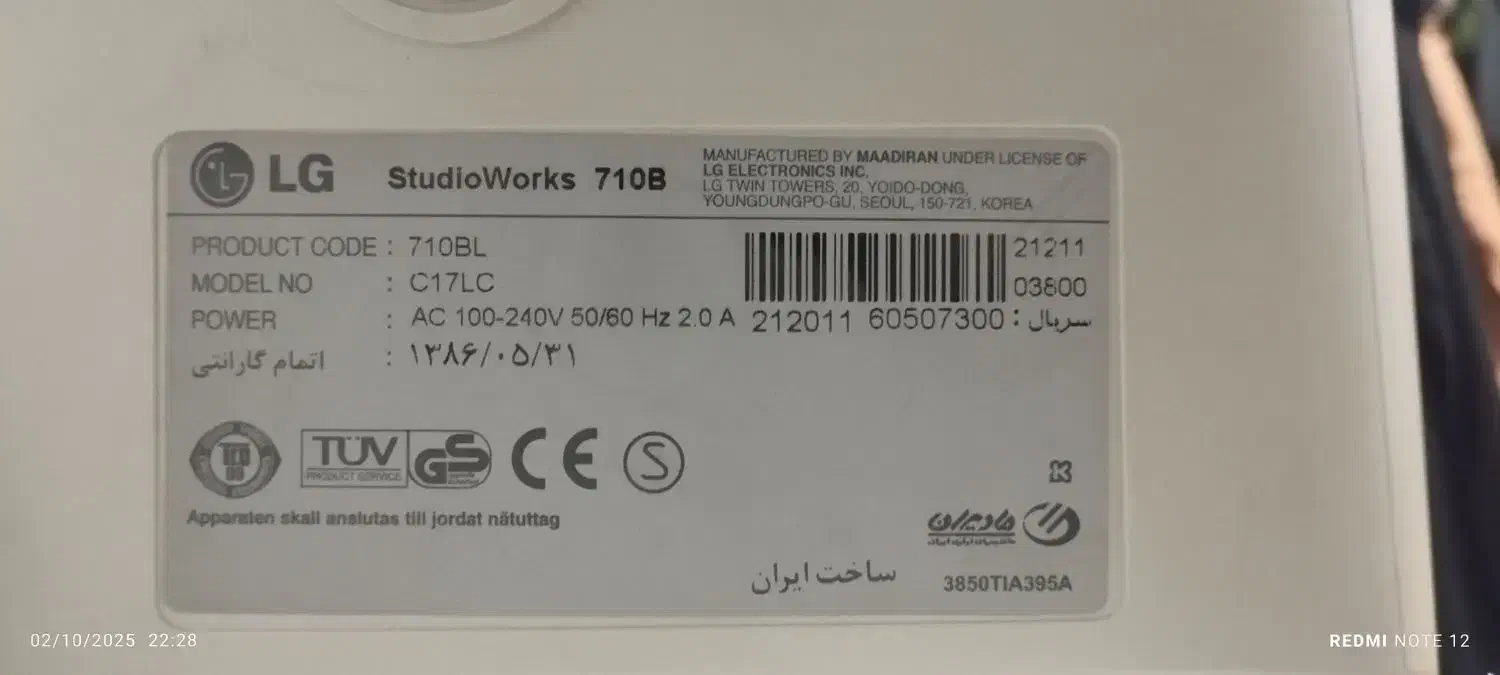 LG StudioWorks 710B
MANUFACTURED BY MAADIRAN UNDER LICENSE OF
LG ELECTRONICS INC.
LG TWIN TOWERS, 20, YOIDO-DONG,
YOUNGDUNGPO-GU, SEOUL, 150-721, KOREA
PRODUCT CODE : 710BL
21211
MODEL NO : C17LC
03800
POWER : AC 100-240V 50/60 Hz 2.0 A
سریال : 60507300 212011
اتمام گارانتی : ۱۳۸۶/۰۵/۳۱
TÜV
PRODUCT SERVICE
GS
CE
S
Apparaten skall anslutas till jordat nätuttag
مادیران
ساخت ایران
3850TIA395A
02/10/2025 22:28
REDMI NOTE 12